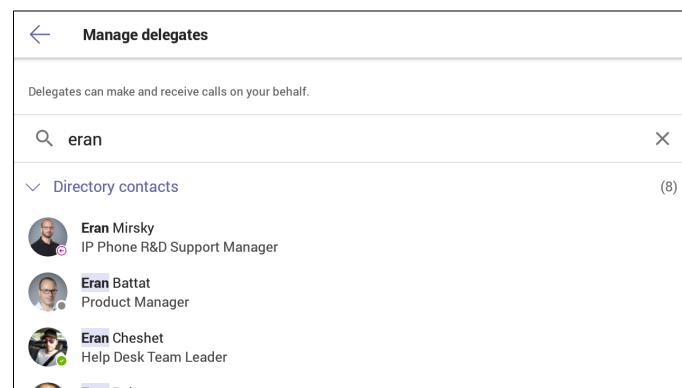 Manage delegates
Delegates can make and receive calls on your behalf.
eran
Directory contacts (8)
Eran Mirsky
IP Phone R&D Support Manager
Eran Battat
Product Manager
Eran Cheshet
Help Desk Team Leader